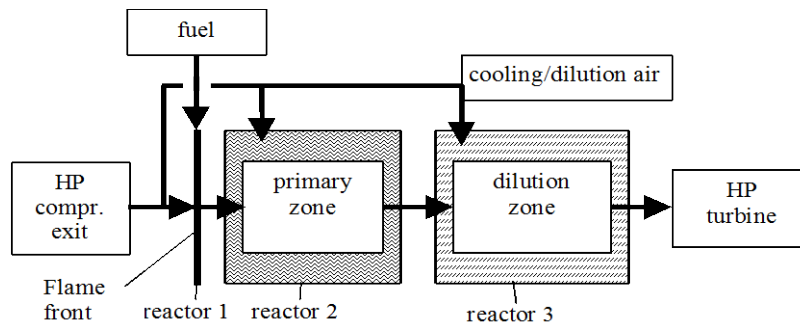 fuel
cooling/dilution air
HP
compr.
exit
primary
zone
dilution
zone
HP
turbine
Flame
front
reactor 1
reactor 2
reactor 3